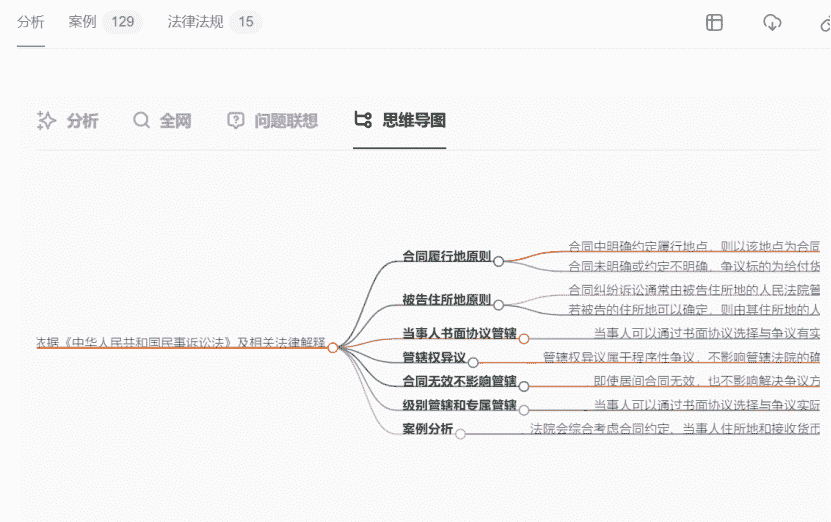 分析 案例 129 法律法规 15
分析 全网 问题联想 思维导图
依据《中华人民共和国民事诉讼法》及相关法律解释
合同履行地原则
合同中明确约定履行地点，则以该地点为合同
合同未明确或约定不明确，争议标的为给付货
被告住所地原则
合同纠纷诉讼通常由被告住所地的人民法院管
若被告的住所地可以确定，则由其住所地的人
当事人书面协议管辖
当事人可以通过书面协议选择与争议有实
管辖权异议
管辖权异议属于程序性争议，不影响管辖法院的确
合同无效不影响管辖
即使居间合同无效，也不影响解决争议方
级别管辖和专属管辖
当事人可以通过书面协议选择与争议实际
案例分析
法院会综合考虑合同约定、当事人住所地和接收货币